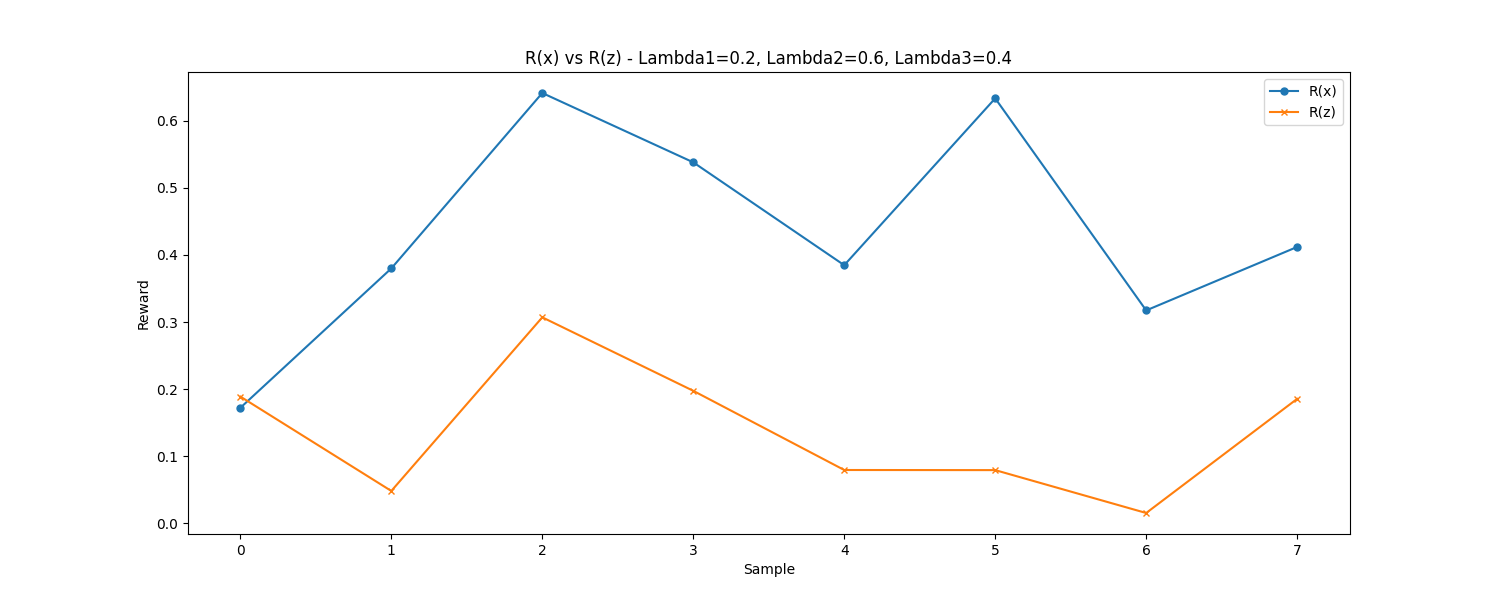 R(x) vs R(z) - Lambda1=0.2, Lambda2=0.6, Lambda3=0.4
R(x)
R(z)
Reward
0.6
0.5
0.4
0.3
0.2
0.1
0.0
0 1 2 3 4 5 6 7
Sample